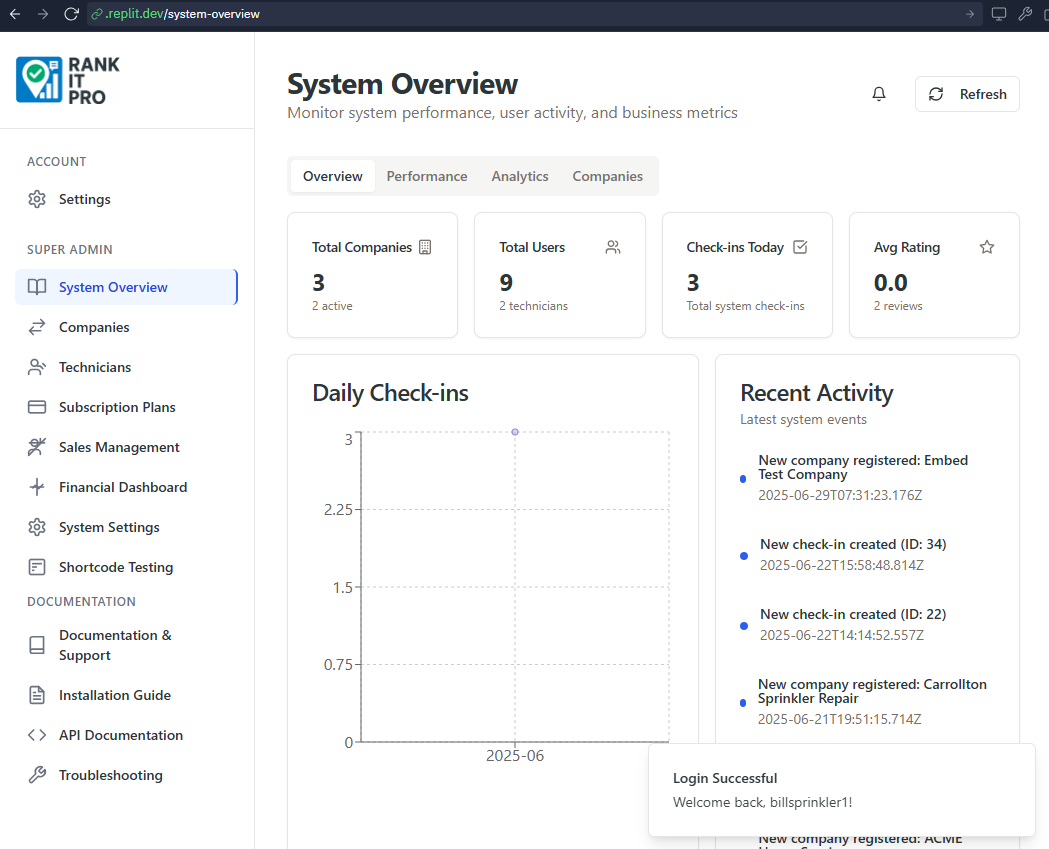 .replit.dev/system-overview
RANK
IT
PRO
ACCOUNT
Settings
SUPER ADMIN
System Overview
Companies
Technicians
Subscription Plans
Sales Management
Financial Dashboard
System Settings
Shortcode Testing
DOCUMENTATION
Documentation &
Support
Installation Guide
API Documentation
Troubleshooting
System Overview
Monitor system performance, user activity, and business metrics
Refresh
Overview Performance Analytics Companies
Total Companies
3
2 active
Total Users
9
2 technicians
Check-ins Today
3
Total system check-ins
Avg Rating
0.0
2 reviews
Daily Check-ins
3
2.25
1.5
0.75
0
2025-06
Recent Activity
Latest system events
New company registered: Embed
Test Company
2025-06-29T07:31:23.176Z
New check-in created (ID: 34)
2025-06-22T15:58:48.814Z
New check-in created (ID: 22)
2025-06-22T14:14:52.557Z
New company registered: Carrollton
Sprinkler Repair
2025-06-21T19:51:15.714Z
Login Successful
Welcome back, billsprinkler1!
New company registered: ACME